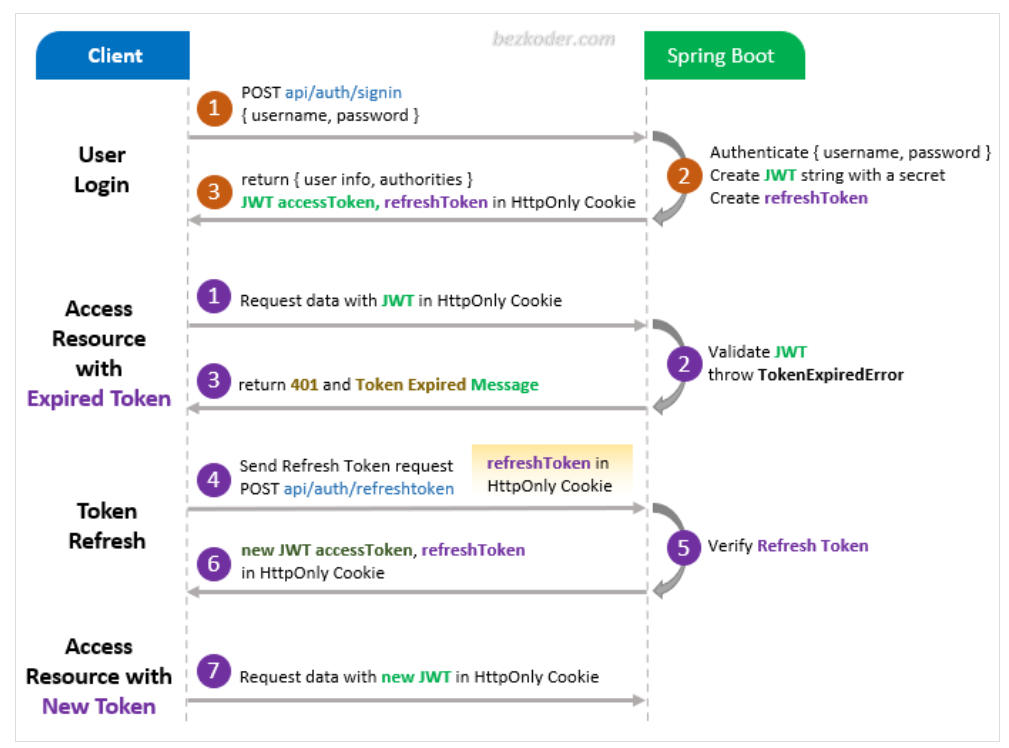 bezkoder.com
Client
Spring Boot
User
Login
1
POST api/auth/signin
{ username, password }
2
Authenticate { username, password }
Create JWT string with a secret
Create refreshToken
3
return { user info, authorities }
JWT accessToken, refreshToken in HttpOnly Cookie
Access
Resource
with
Expired Token
1
Request data with JWT in HttpOnly Cookie
2
Validate JWT
throw TokenExpiredError
3
return 401 and Token Expired Message
Token
Refresh
4
Send Refresh Token request
POST api/auth/refreshtoken
refreshToken in
HttpOnly Cookie
5
Verify Refresh Token
6
new JWT accessToken, refreshToken
in HttpOnly Cookie
Access
Resource with
New Token
7
Request data with new JWT in HttpOnly Cookie